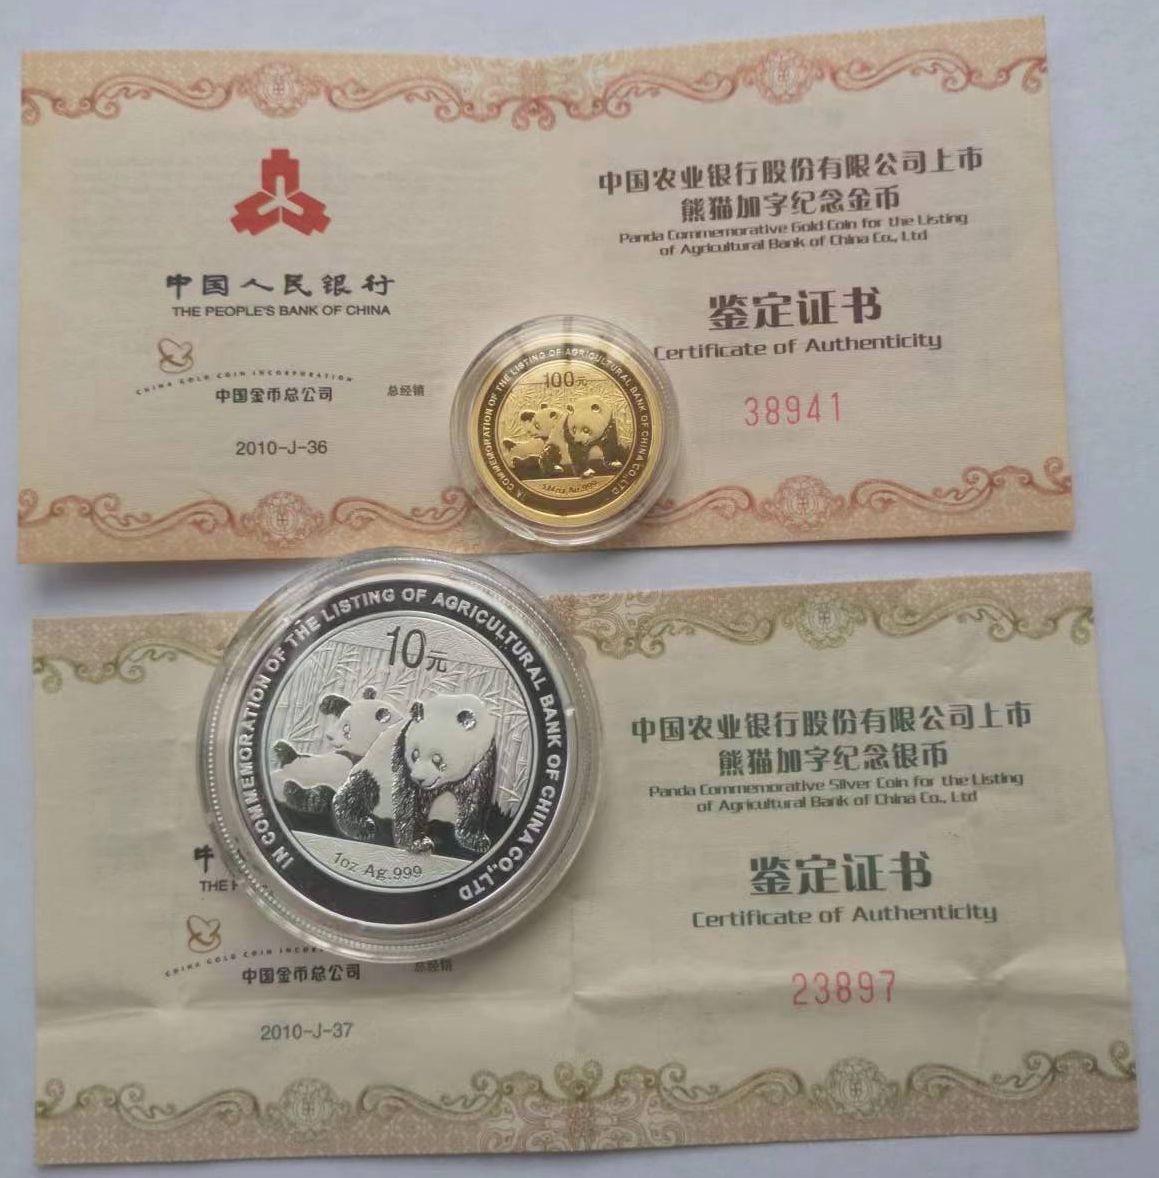 中国人民银行
THE PEOPLE'S BANK OF CHINA
CHINA GOLD COIN INCORPORATION
中国金币总公司
总经销
2010-J-36
中国农业银行股份有限公司上市
熊猫加字纪念金币
Panda Commemorative Gold Coin for the Listing
of Agricultural Bank of China Co., Ltd
鉴定证书
Certificate of Authenticity
38941
IN COMMEMORATION OF THE LISTING OF AGRICULTURAL BANK OF CHINA CO.,LTD
100元
1/4oz Au.999
IN COMMEMORATION OF THE LISTING OF AGRICULTURAL BANK OF CHINA CO.,LTD
10元
1oz Ag.999
THE
CHINA GOLD COIN
中国金币总公司
总经销
2010-J-37
中国农业银行股份有限公司上市
熊猫加字纪念银币
Panda Commemorative Silver Coin for the Listing
of Agricultural Bank of China Co., Ltd
鉴定证书
Certificate of Authenticity
23897